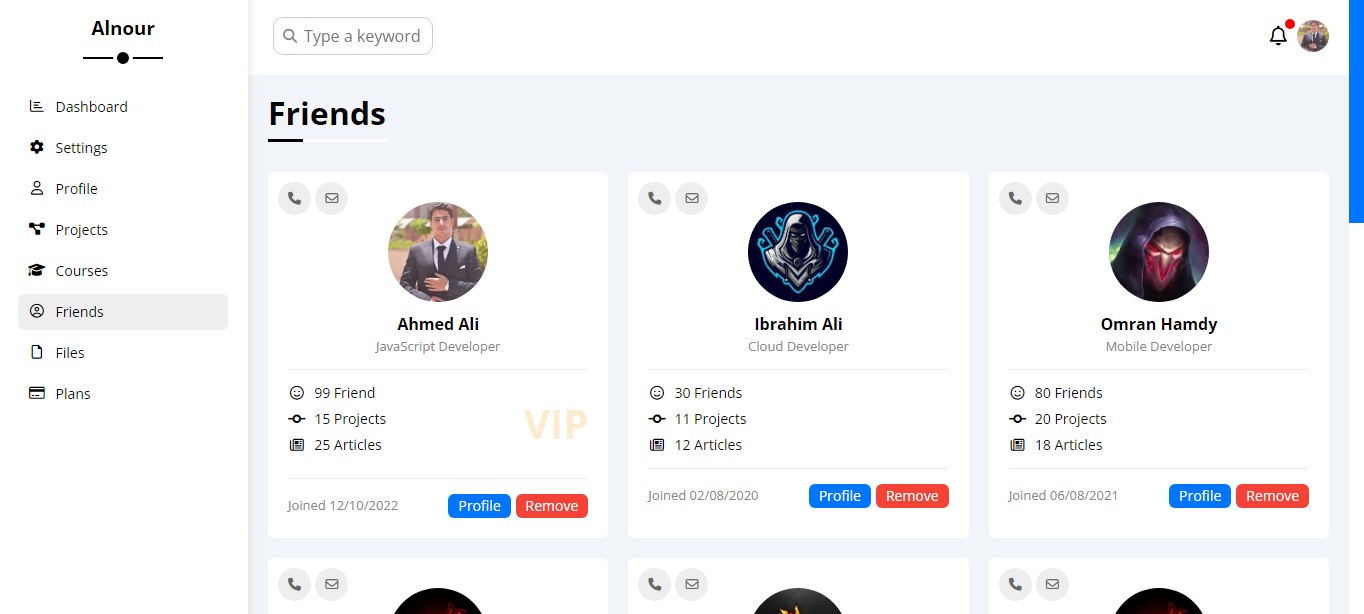 Alnour
Type a keyword
Dashboard
Settings
Profile
Projects
Courses
Friends
Files
Plans
Friends
Ahmed Ali
JavaScript Developer
99 Friend
15 Projects
25 Articles
VIP
Joined 12/10/2022
Profile
Remove
Ibrahim Ali
Cloud Developer
30 Friends
11 Projects
12 Articles
Joined 02/08/2020
Profile
Remove
Omran Hamdy
Mobile Developer
80 Friends
20 Projects
18 Articles
Joined 06/08/2021
Profile
Remove